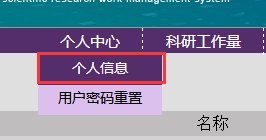 scientific research work management system
个人中心 科研工作量
个人信息
用户密码重置
名称